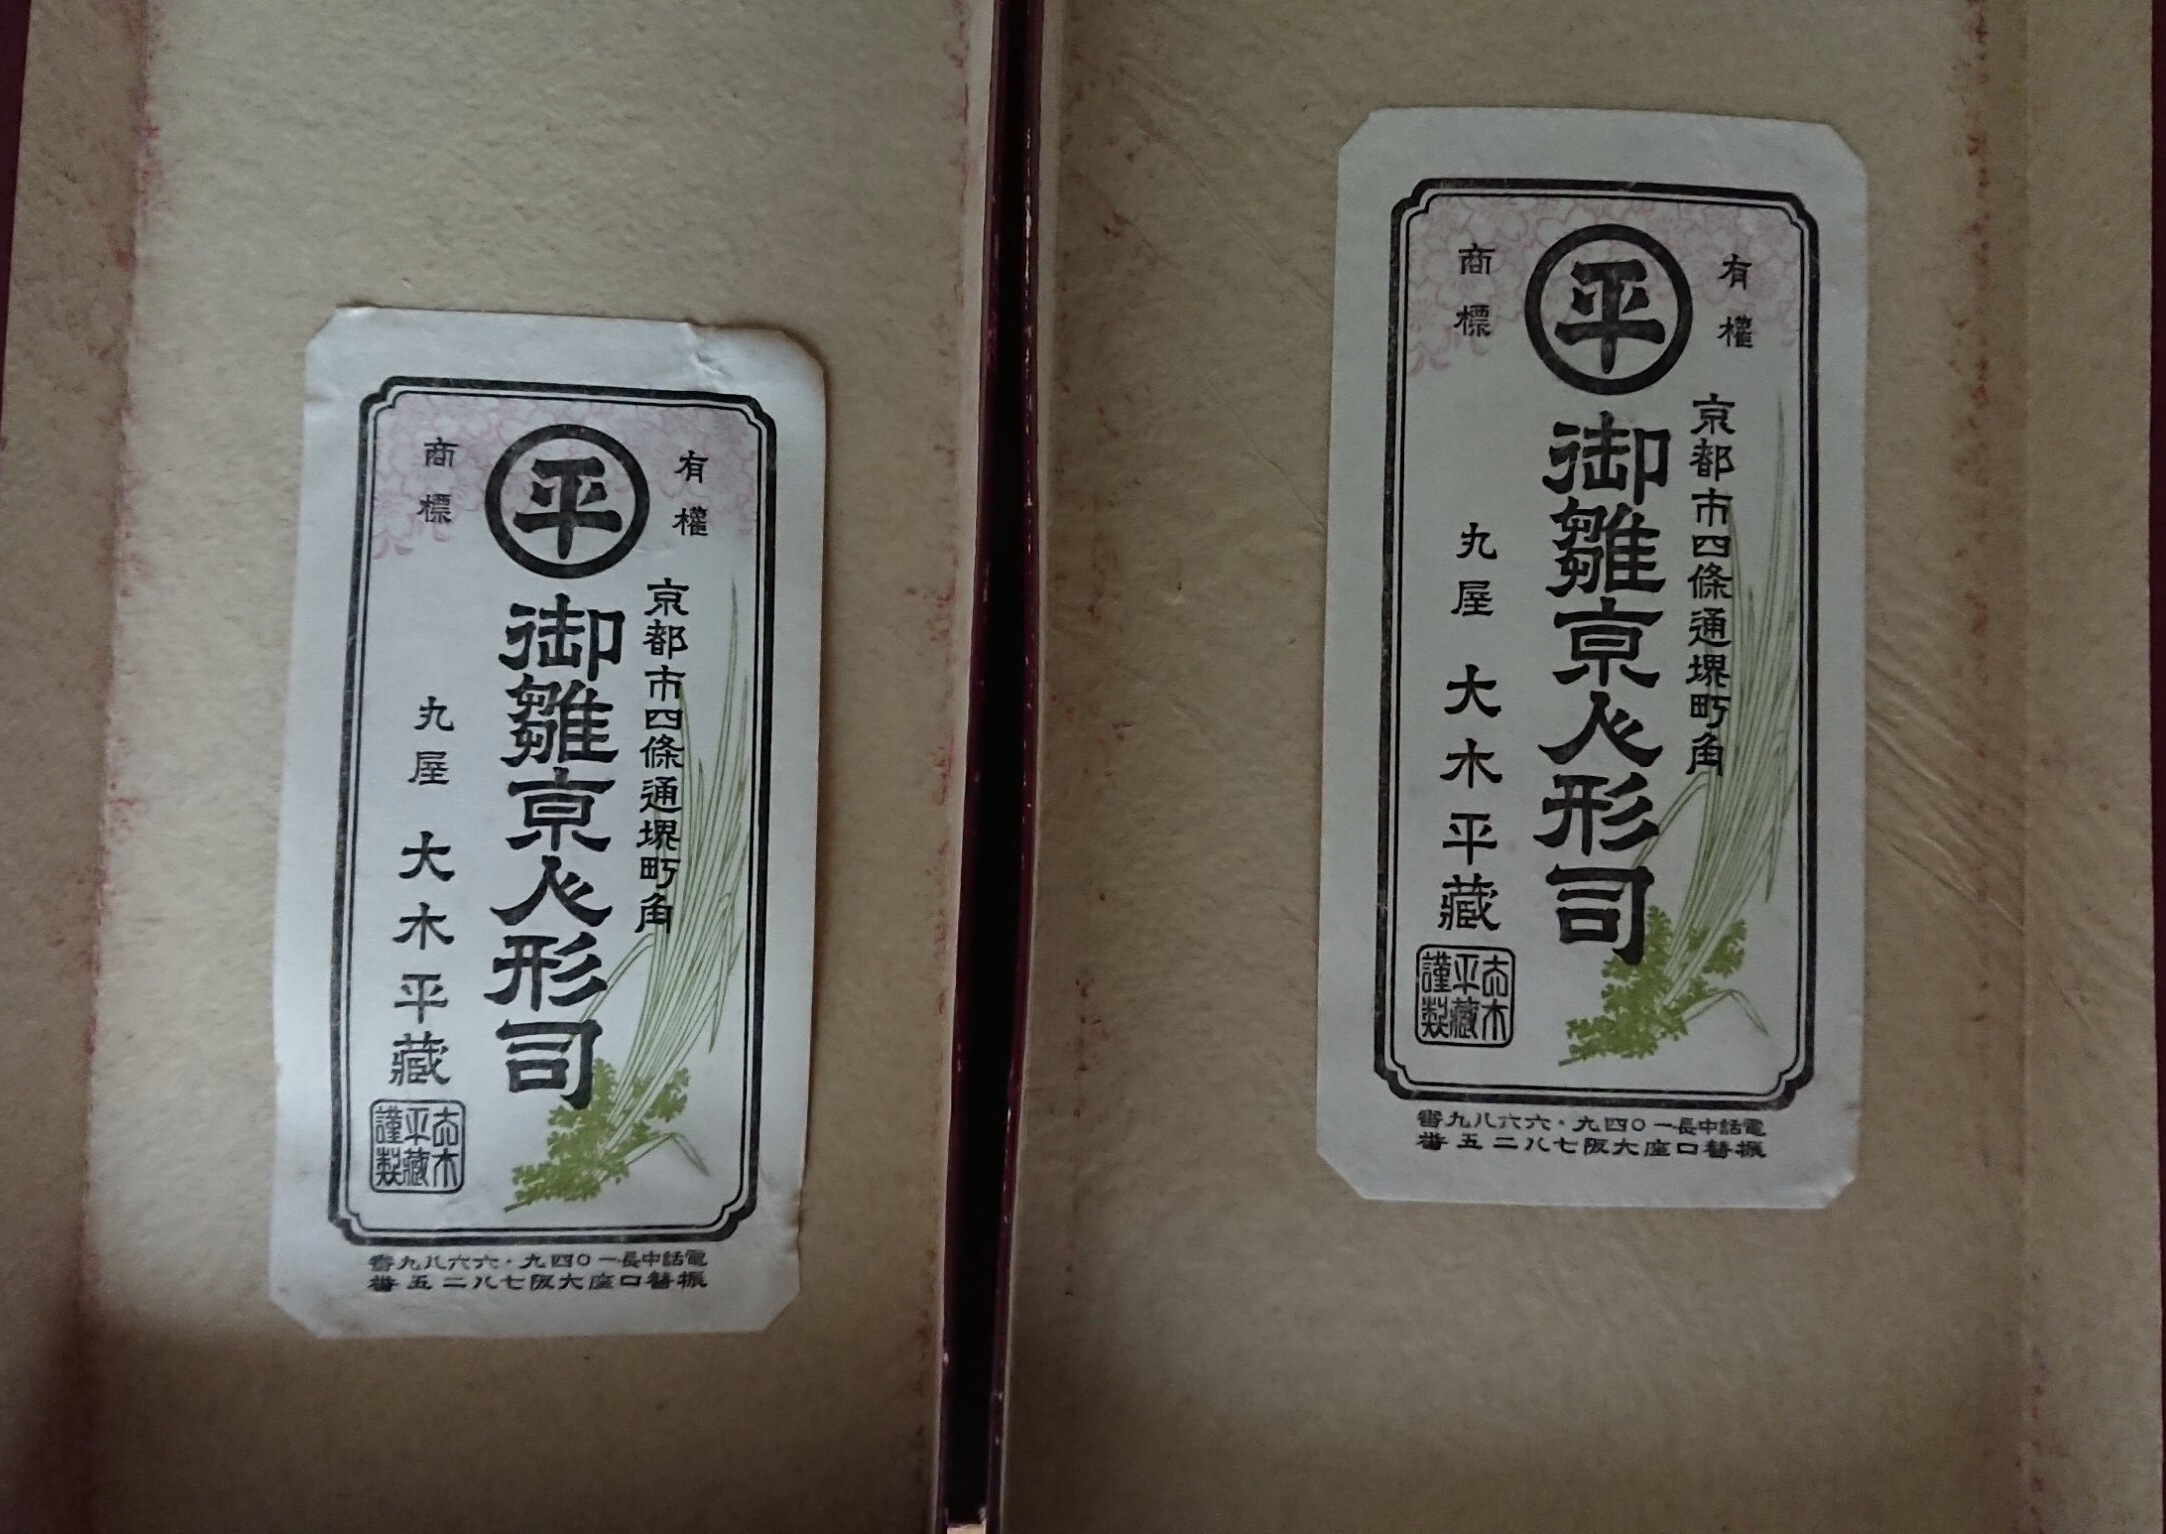 有權
平
商標
京都市四條通堺町角
御雛京人形司
丸屋 大木平藏
大木
平藏
謹製
電話中長一〇四九・六六八九番
振替口座大阪七八二五番
有權
平
商標
京都市四條通堺町角
御雛京人形司
丸屋 大木平藏
大木
平藏
謹製
電話中長一〇四九・六六八九番
振替口座大阪七八二五番